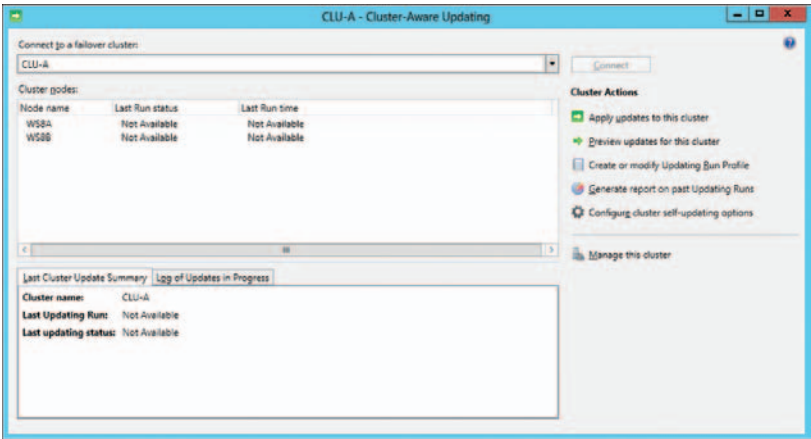 CLU-A - Cluster-Aware Updating
Connect to a failover cluster:
CLU-A
Connect
Cluster nodes:
Node name Last Run status Last Run time
WS8A Not Available Not Available
WS8B Not Available Not Available
Cluster Actions
Apply updates to this cluster
Preview updates for this cluster
Create or modify Updating Run Profile
Generate report on past Updating Runs
Configure cluster self-updating options
Manage this cluster
Last Cluster Update Summary Log of Updates in Progress
Cluster name: CLU-A
Last Updating Run: Not Available
Last updating status: Not Available